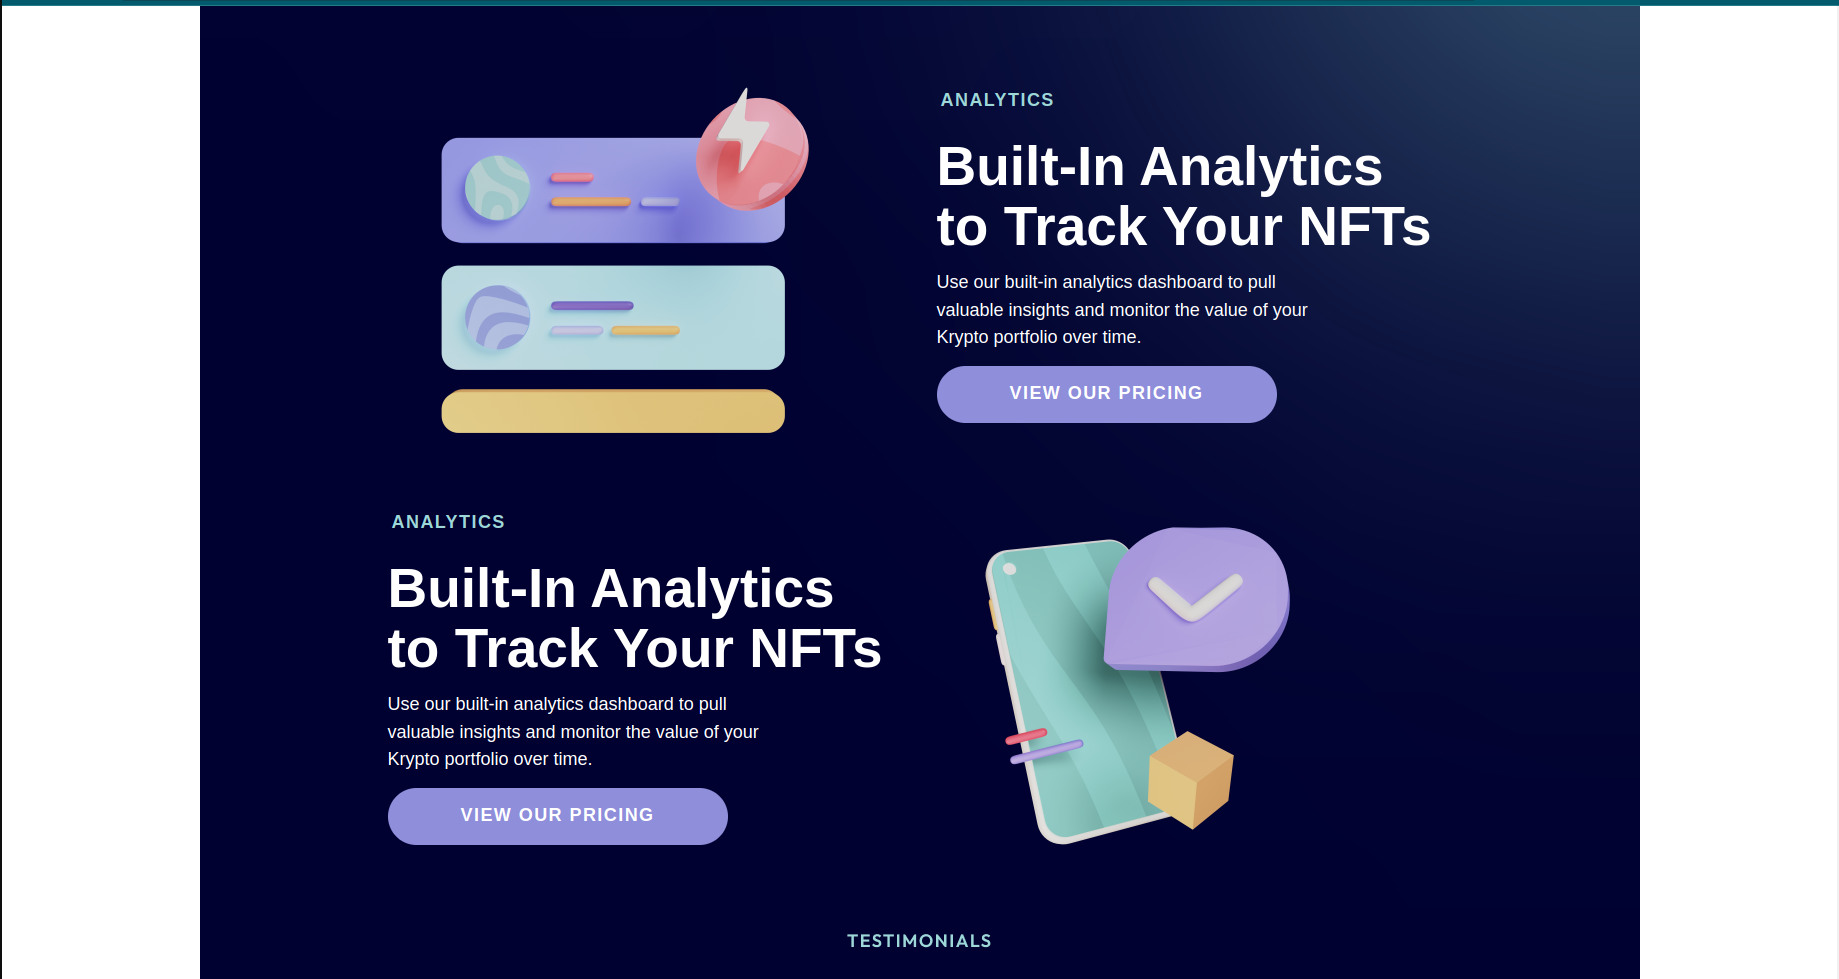 ANALYTICS
Built-In Analytics
to Track Your NFTs
Use our built-in analytics dashboard to pull
valuable insights and monitor the value of your
Krypto portfolio over time.
VIEW OUR PRICING
ANALYTICS
Built-In Analytics
to Track Your NFTs
Use our built-in analytics dashboard to pull
valuable insights and monitor the value of your
Krypto portfolio over time.
VIEW OUR PRICING
TESTIMONIALS